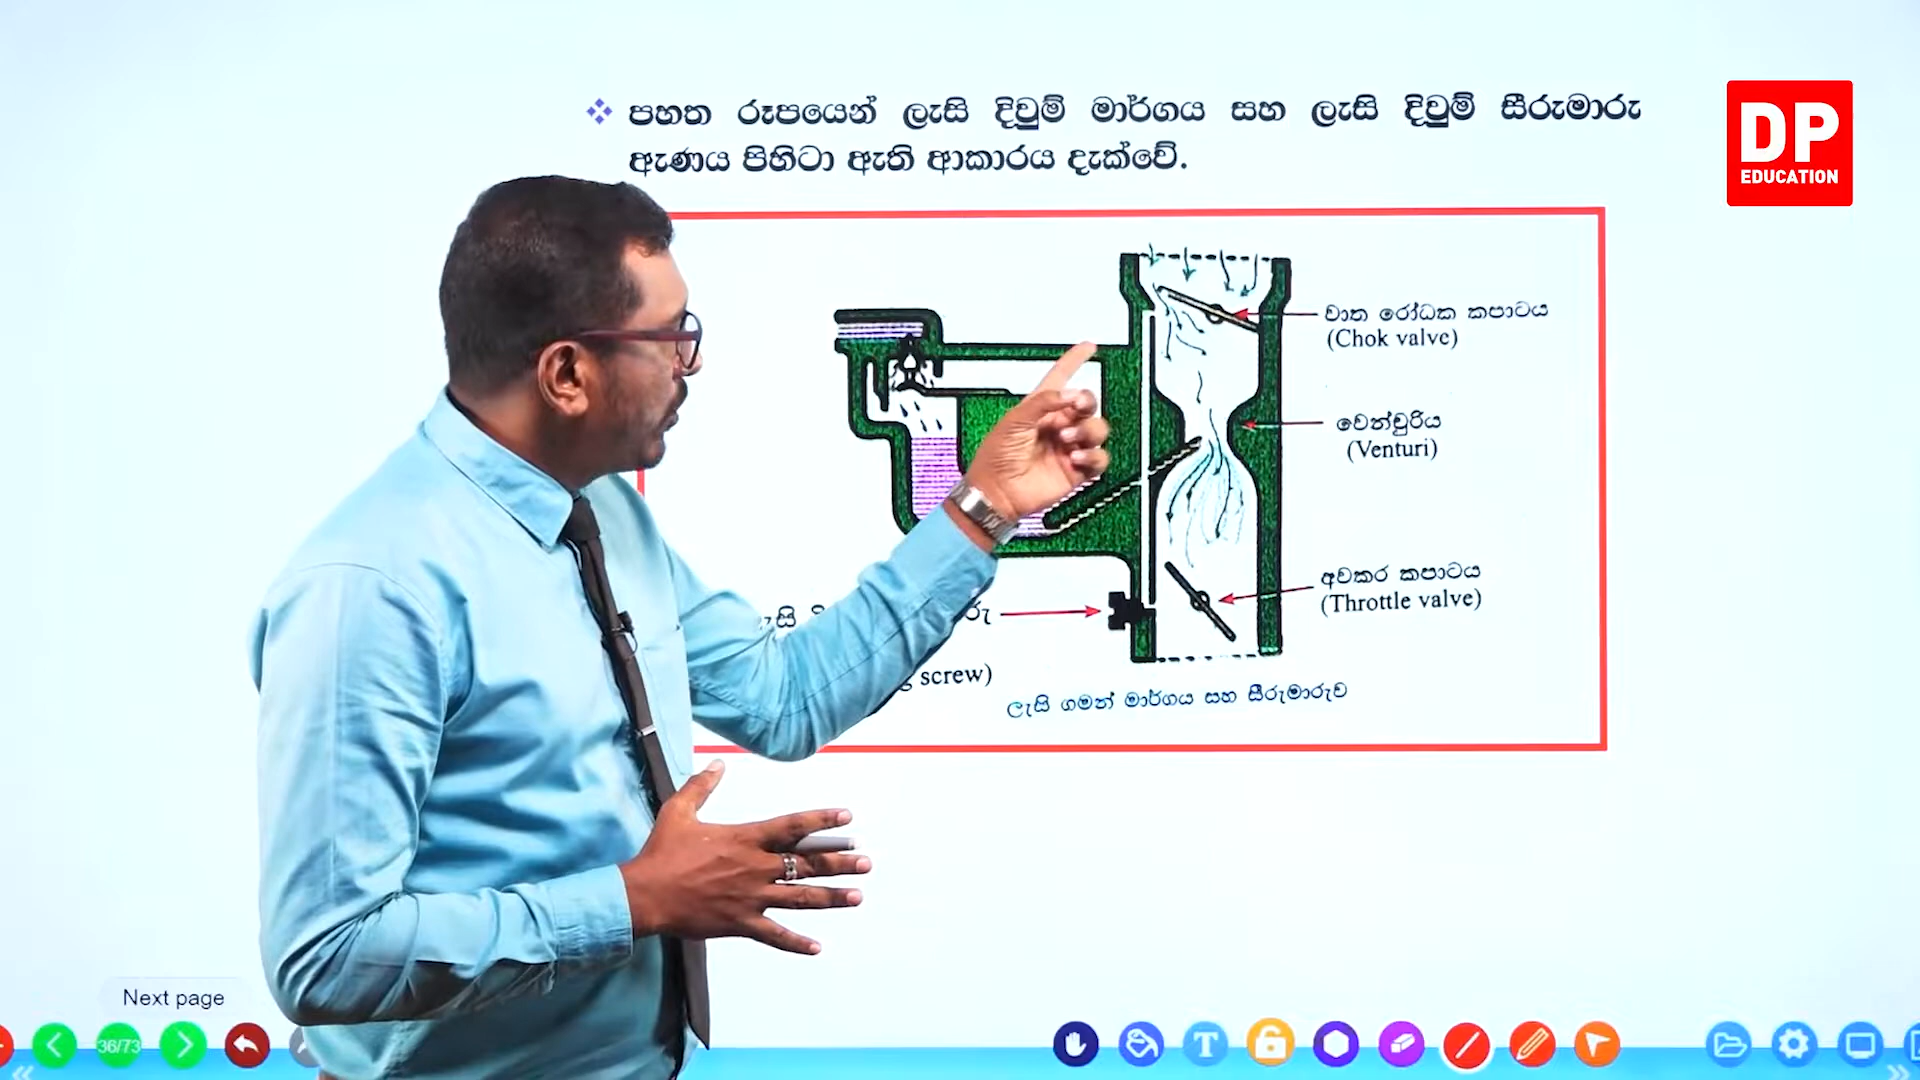 පහත රූපයෙන් ලැසි දිවුම් මාර්ගය සහ ලැසි දිවුම් සීරුමාරු
ඇණය පිහිටා ඇති ආකාරය දැක්වේ.
DP
EDUCATION
වාත රෝධක කපාටය
(Chok valve)
වෙන්චුරිය
(Venturi)
අවකර කපාටය
(Throttle valve)
screw)
ලැසි ගමන් මාර්ගය සහ සීරුමාරුව
Next page
36/73
T